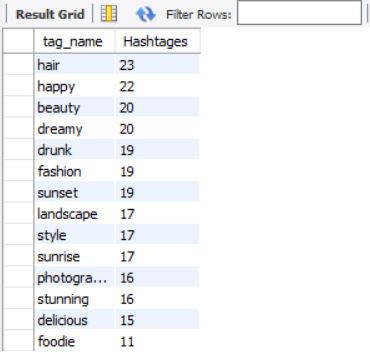 Result Grid Filter Rows:
tag_name Hashtages
hair 23
happy 22
beauty 20
dreamy 20
drunk 19
fashion 19
sunset 19
landscape 17
style 17
sunrise 17
photogra... 16
stunning 16
delicious 15
foodie 11